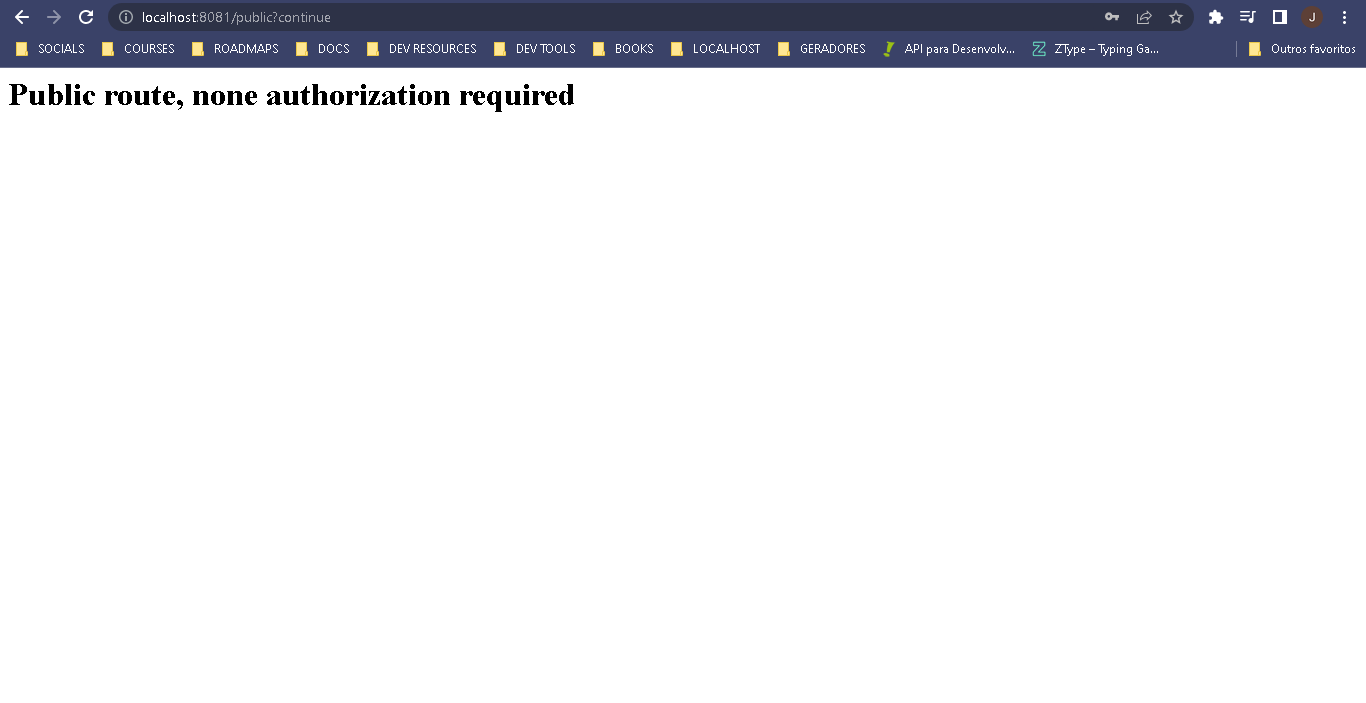 localhost:8081/public?continue
J
SOCIALS COURSES ROADMAPS DOCS DEV RESOURCES DEV TOOLS BOOKS LOCALHOST GERADORES API para Desenvolv... ZType – Typing Ga... Outros favoritos
Public route, none authorization required